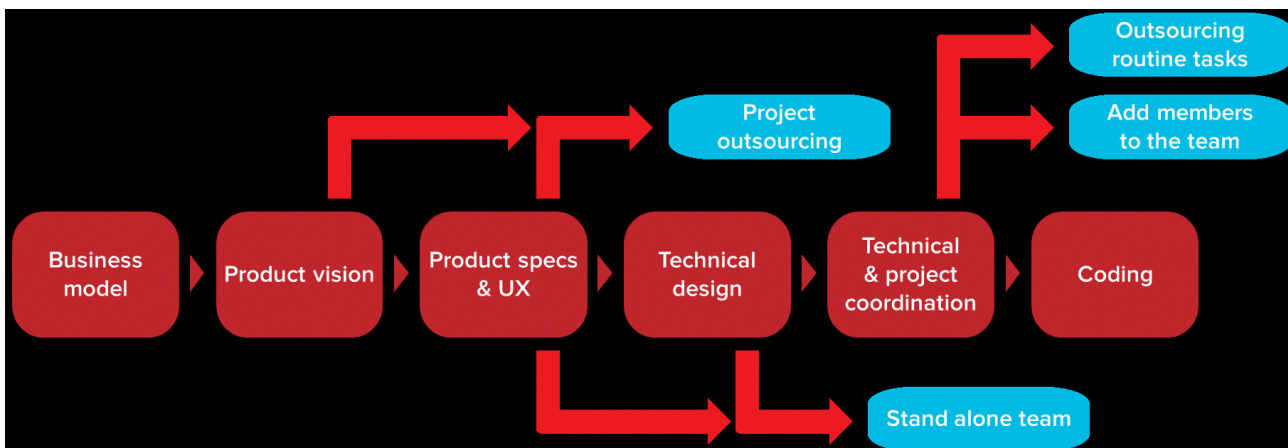 Outsourcing
routine tasks
Project
outsourcing
Add members
to the team
Business
model
Product vision
Product specs
& UX
Technical
design
Technical
& project
coordination
Coding
Stand alone team